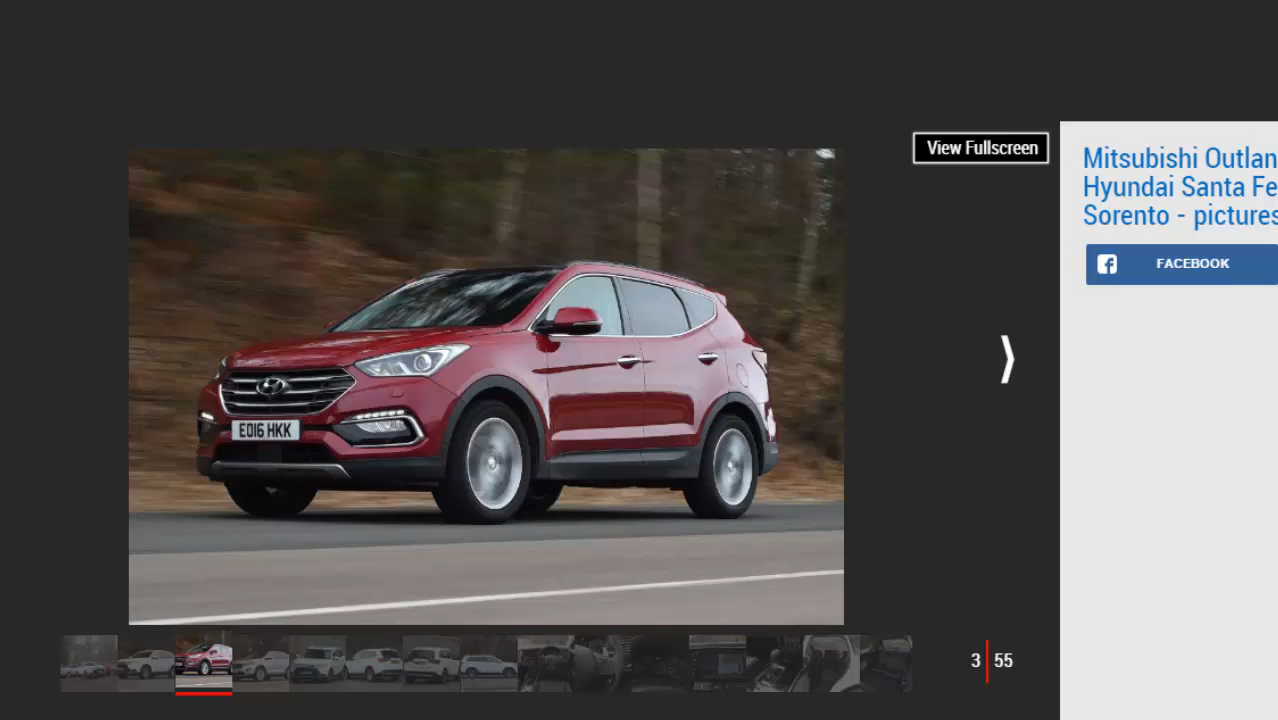 View Fullscreen
Mitsubishi Outlan
Hyundai Santa Fe
Sorento - pictures
FACEBOOK
EO16 HKK
3 55